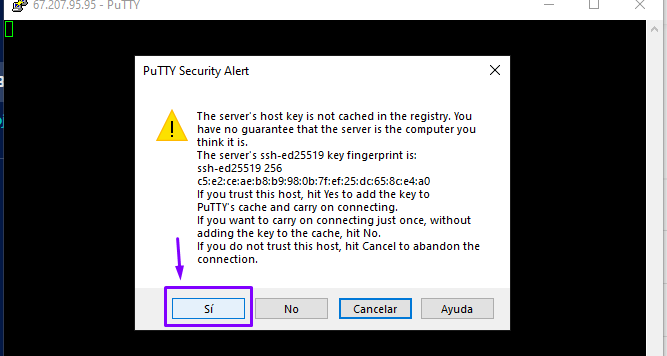 67.207.95.95 - PuTTY
PuTTY Security Alert
The server's host key is not cached in the registry. You
have no guarantee that the server is the computer you
think it is.
The server's ssh-ed25519 key fingerprint is:
ssh-ed25519 256
c5:e2:ce:ae:b8:b9:98:0b:7f:ef:25:dc:65:8c:e4:a0
If you trust this host, hit Yes to add the key to
PuTTY's cache and carry on connecting.
If you want to carry on connecting just once, without
adding the key to the cache, hit No.
If you do not trust this host, hit Cancel to abandon the
connection.
Sí No Cancelar Ayuda